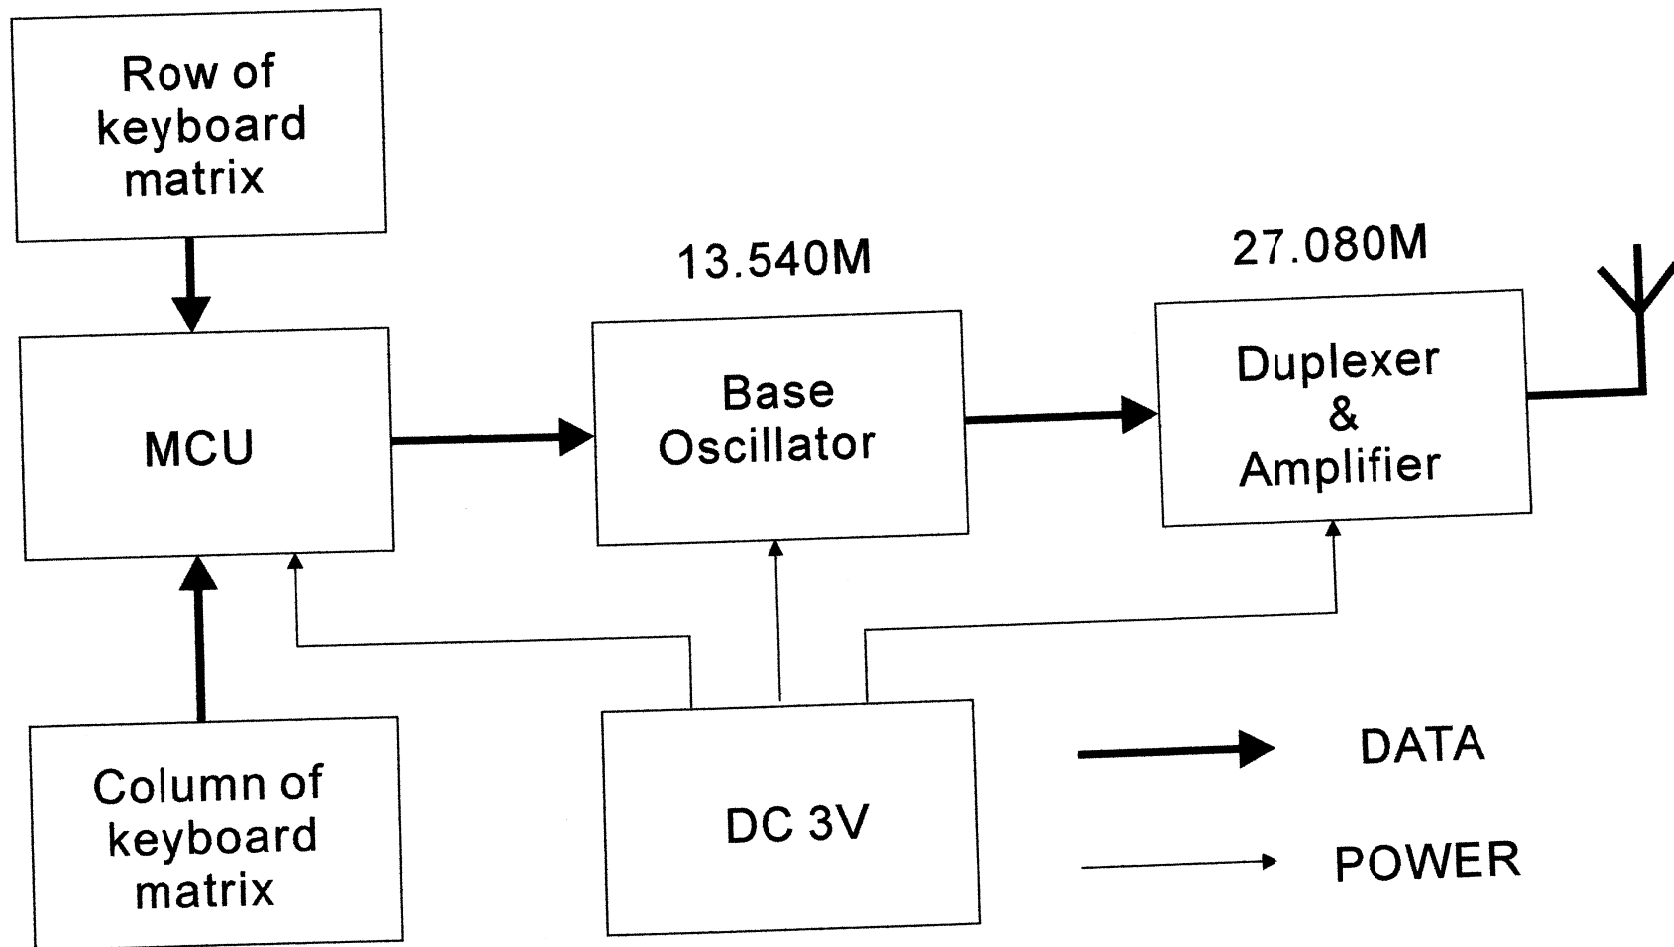 Row of
keyboard
matrix
13.540M
27.080M
MCU
Base
Oscillator
Duplexer
&
Amplifier
Column of
keyboard
matrix
DC 3V
DATA
POWER